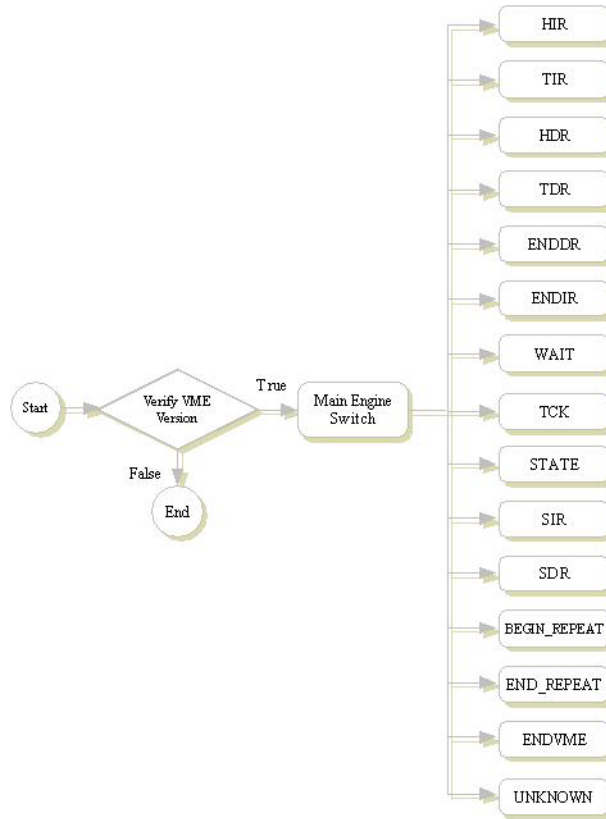 HIR
TIR
HDR
TDR
ENDDR
ENDIR
WAIT
Start
Verify VME
Version
True
False
End
Main Engine
Switch
TCK
STATE
SIR
SDR
BEGIN_REPEAT
END_REPEAT
ENDVME
UNKNOWN